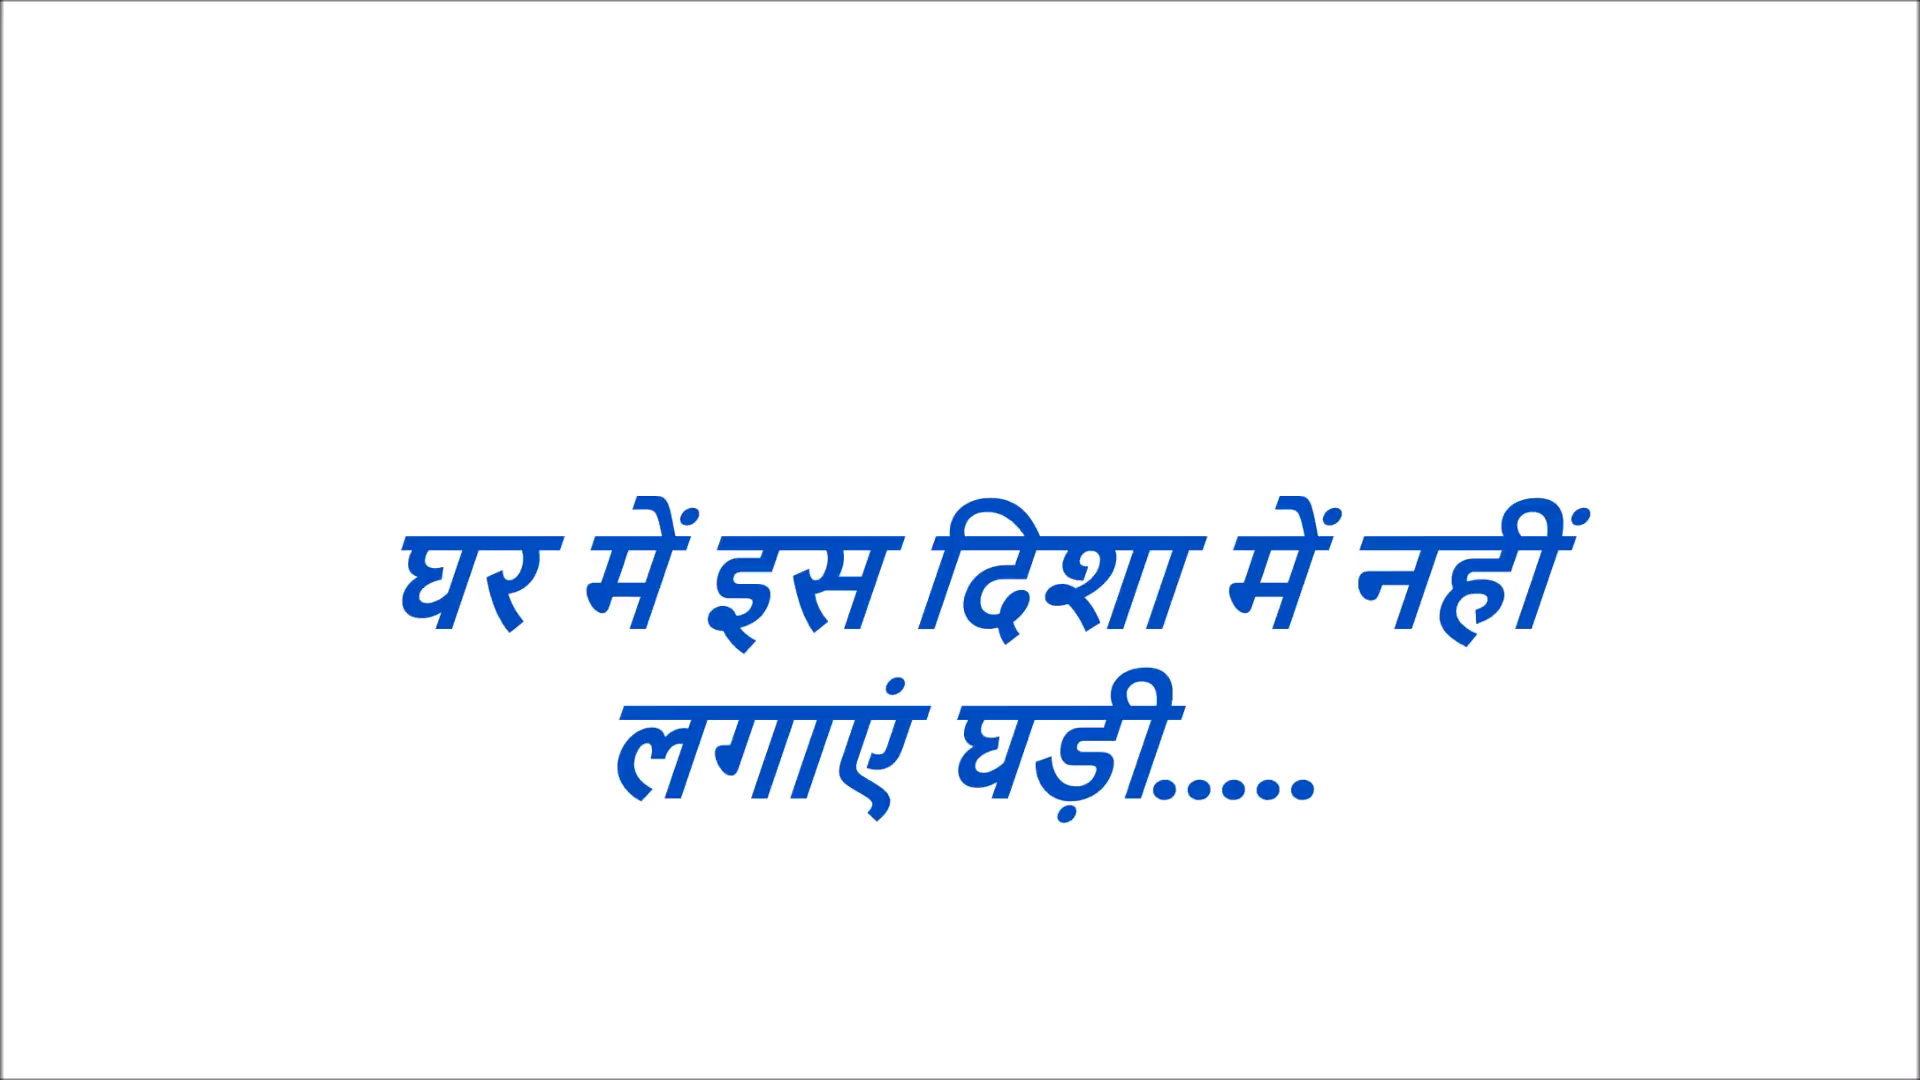 घर में इस दिशा में नहीं
लगाएं घड़ी.....